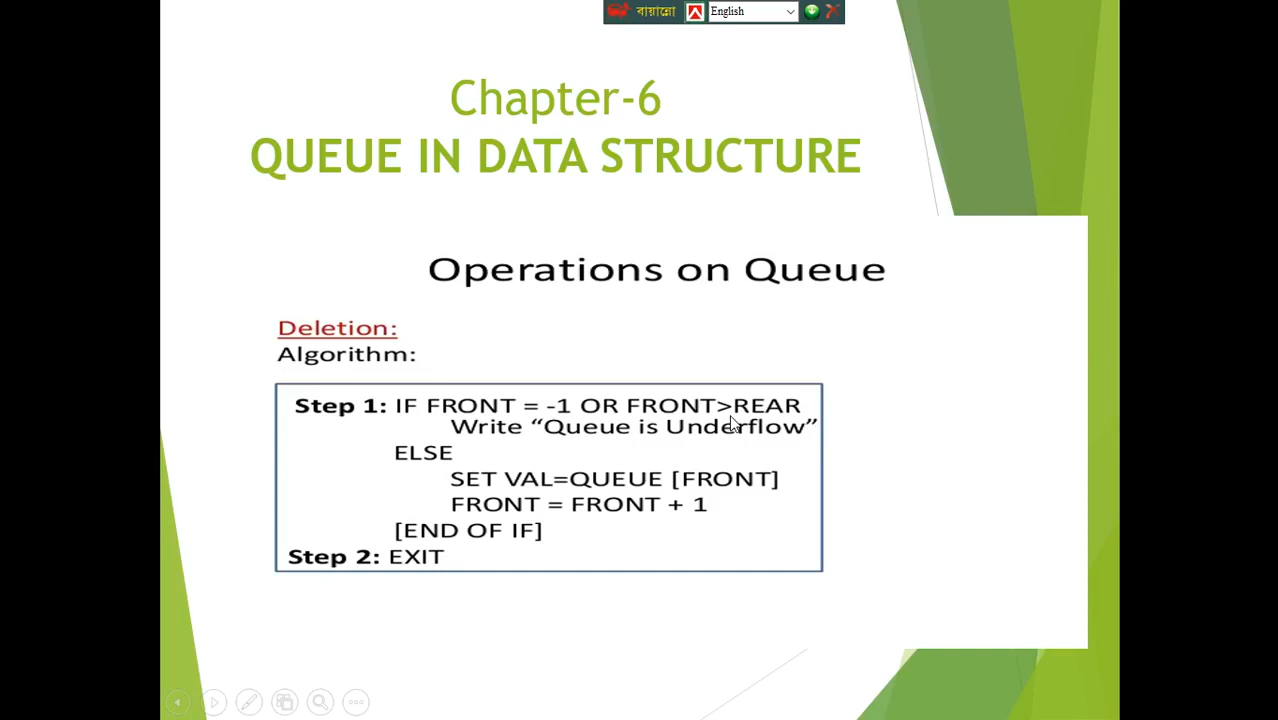 বায়ান্নো English
Chapter-6
QUEUE IN DATA STRUCTURE
Operations on Queue
Deletion:
Algorithm:
Step 1: IF FRONT = -1 OR FRONT>REAR
Write “Queue is Underflow”
ELSE
SET VAL=QUEUE [FRONT]
FRONT = FRONT + 1
[END OF IF]
Step 2: EXIT